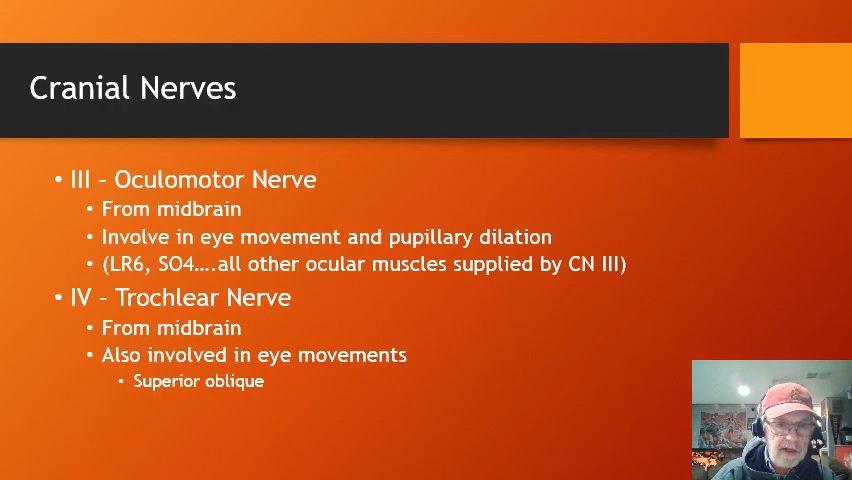 Cranial Nerves
• III – Oculomotor Nerve
• From midbrain
• Involve in eye movement and pupillary dilation
• (LR6, SO4….all other ocular muscles supplied by CN III)
• IV – Trochlear Nerve
• From midbrain
• Also involved in eye movements
• Superior oblique